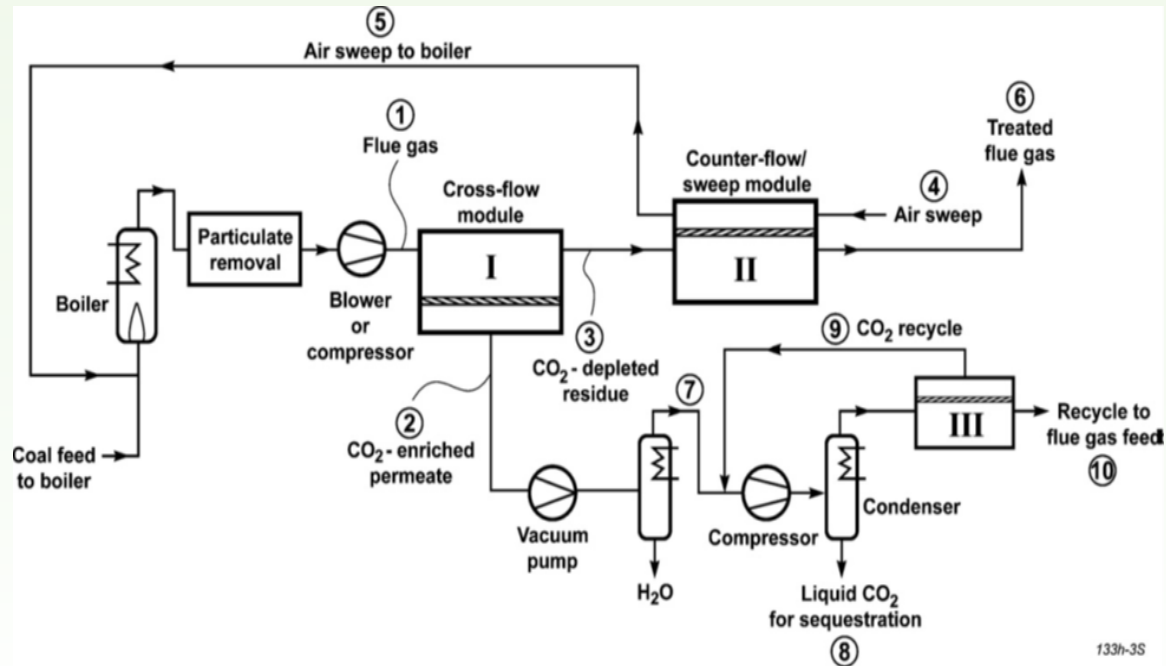 ⑤
Air sweep to boiler
①
Flue gas
⑥
Treated
flue gas
Counter-flow/
sweep module
④
Air sweep
Cross-flow
module
Particulate
removal
I
II
Boiler
Blower
or
compressor
③
CO₂ - depleted
residue
⑨ CO₂ recycle
⑦
②
CO₂ - enriched
permeate
Coal feed
to boiler
III
Recycle to
flue gas feed
⑩
Vacuum
pump
Compressor
Condenser
H₂O
Liquid CO₂
for sequestration
⑧
133h-3S